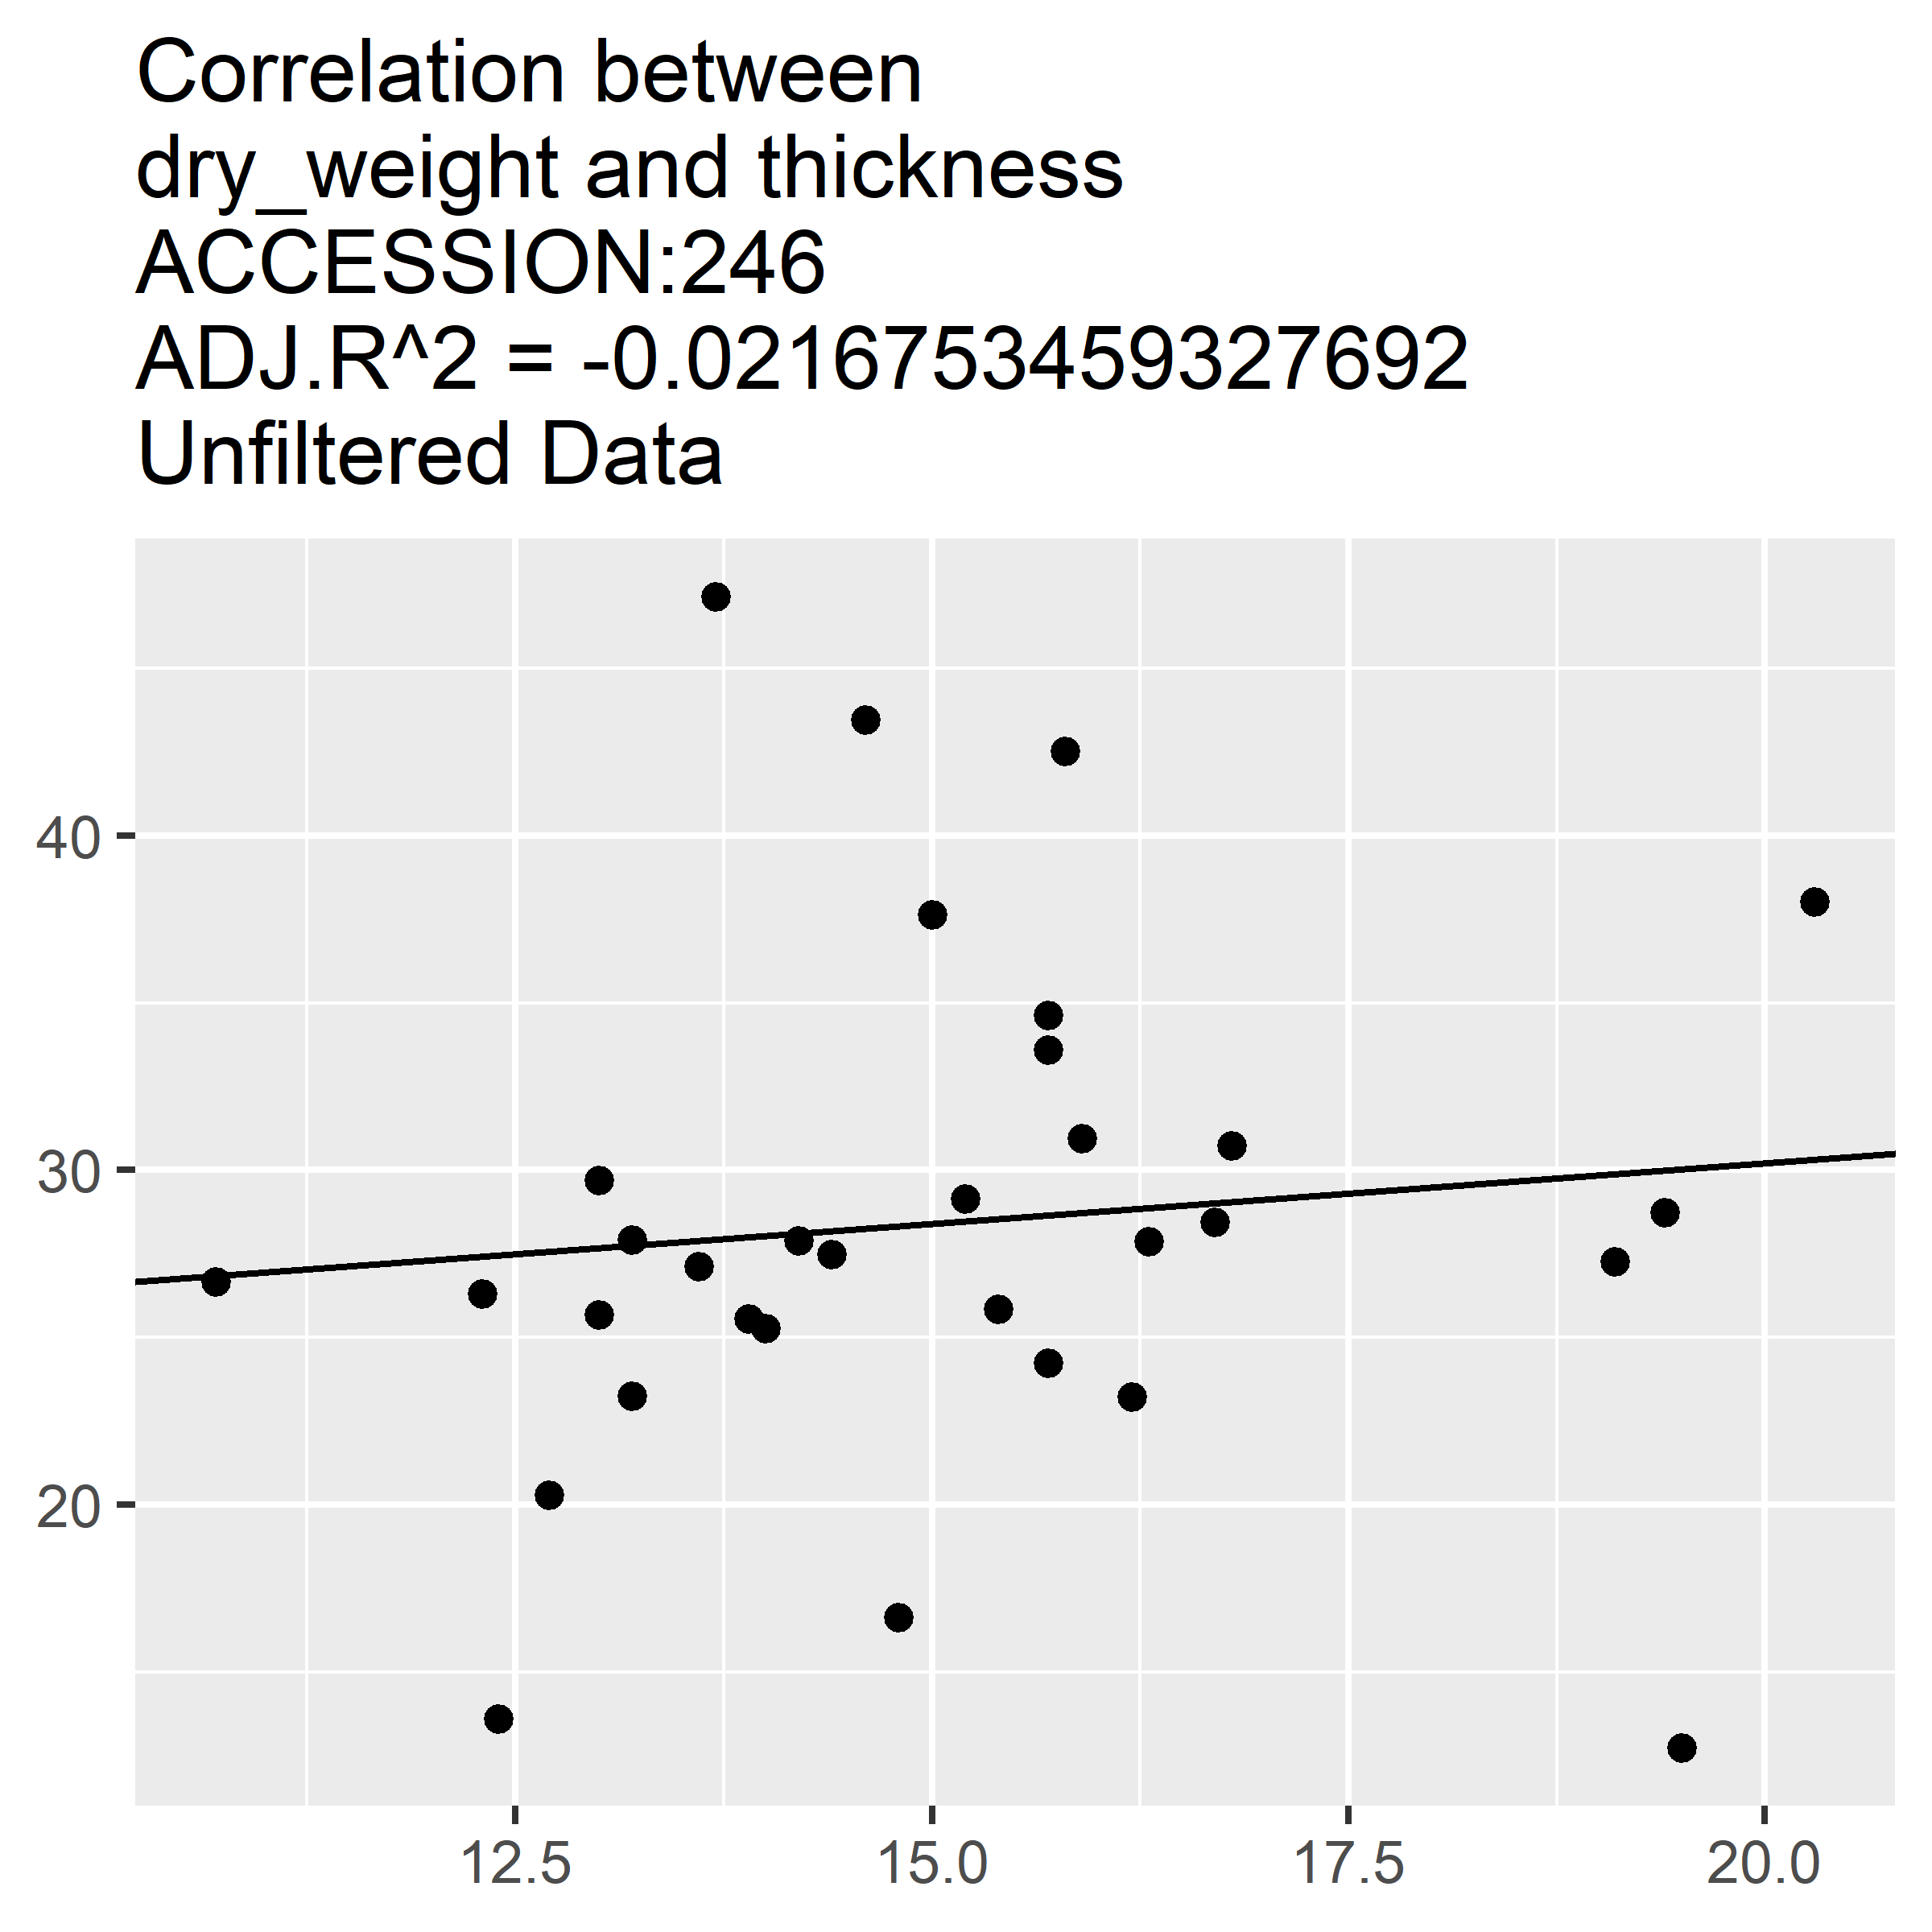 Correlation between
dry_weight and thickness
ACCESSION:246
ADJ.R^2 = -0.0216753459327692
Unfiltered Data
40
30
20
12.5
15.0
17.5
20.0